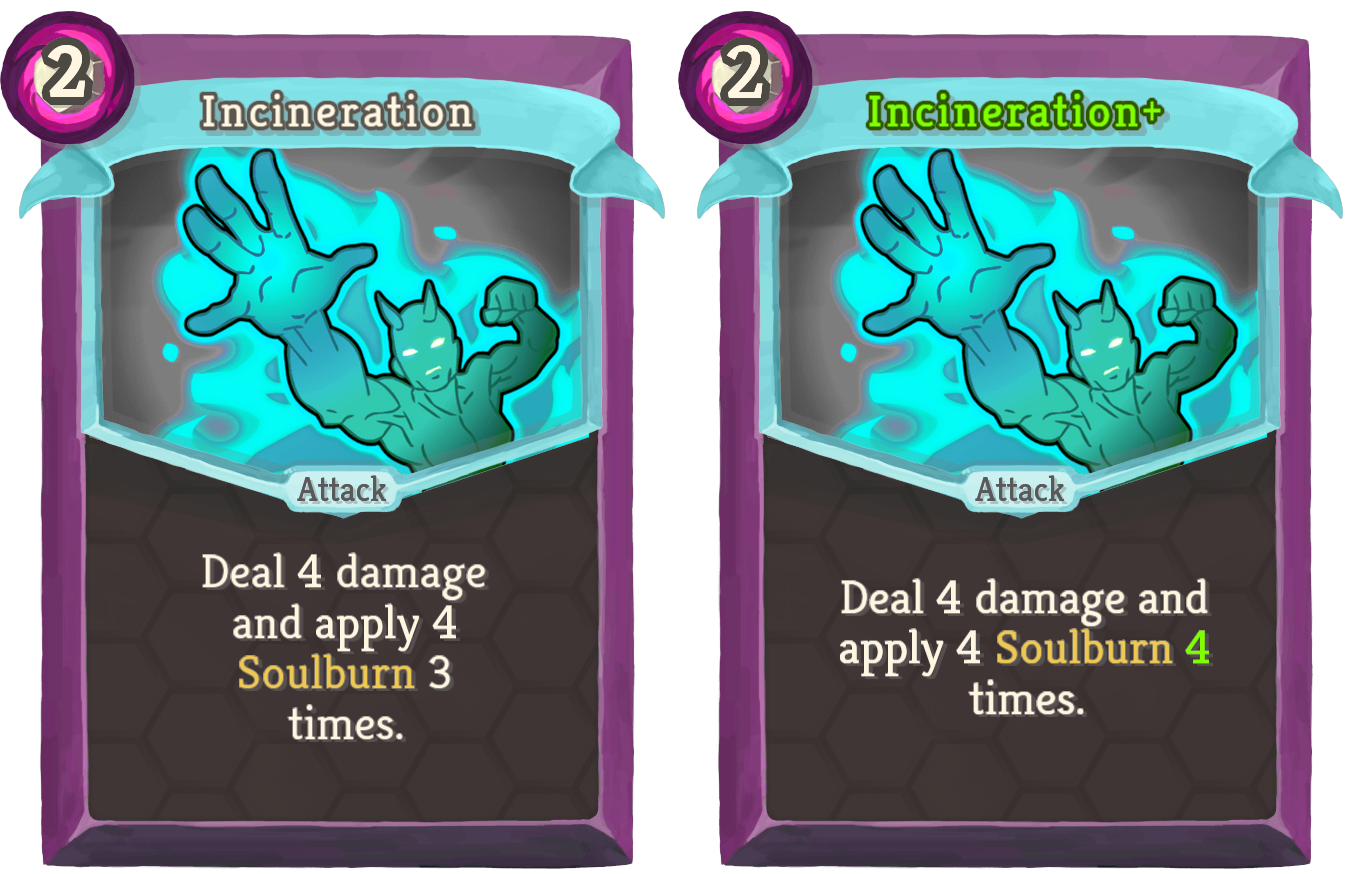 2
Incineration
Attack
Deal 4 damage
and apply 4
Soulburn 3
times.
2
Incineration+
Attack
Deal 4 damage and
apply 4 Soulburn 4
times.